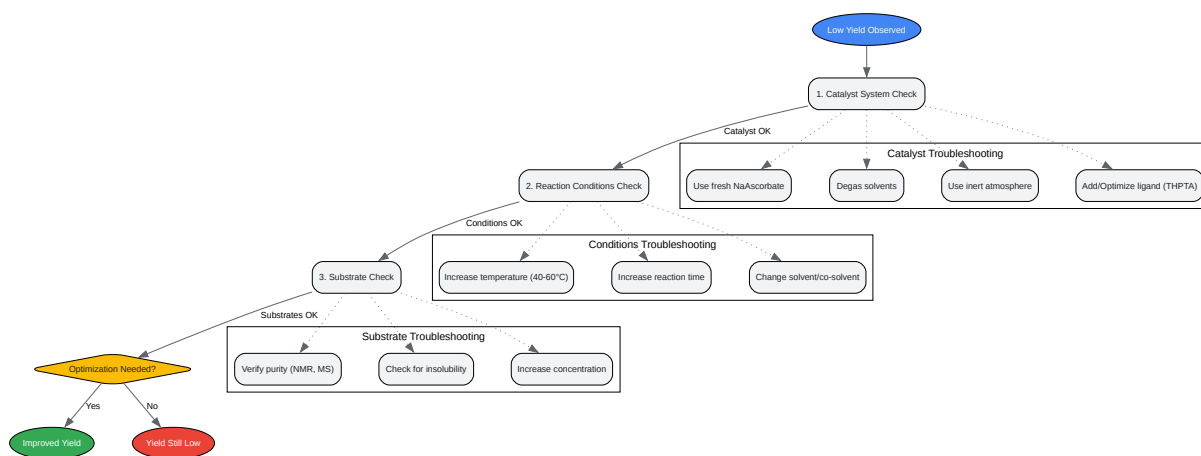 Low Yield Observed
1. Catalyst System Check
Catalyst OK
Catalyst Troubleshooting
Use fresh NaAscorbate
Degas solvents
Use inert atmosphere
Add/Optimize ligand (THPTA)
2. Reaction Conditions Check
Conditions OK
Conditions Troubleshooting
Increase temperature (40-60°C)
Increase reaction time
Change solvent/co-solvent
3. Substrate Check
Substrates OK
Substrate Troubleshooting
Verify purity (NMR, MS)
Check for insolubility
Increase concentration
Optimization Needed?
Yes
No
Improved Yield
Yield Still Low